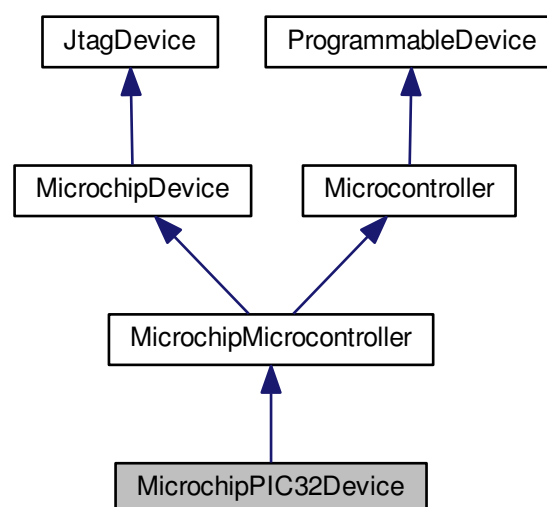 JtagDevice
ProgrammableDevice
MicrochipDevice
Microcontroller
MicrochipMicrocontroller
MicrochipPIC32Device